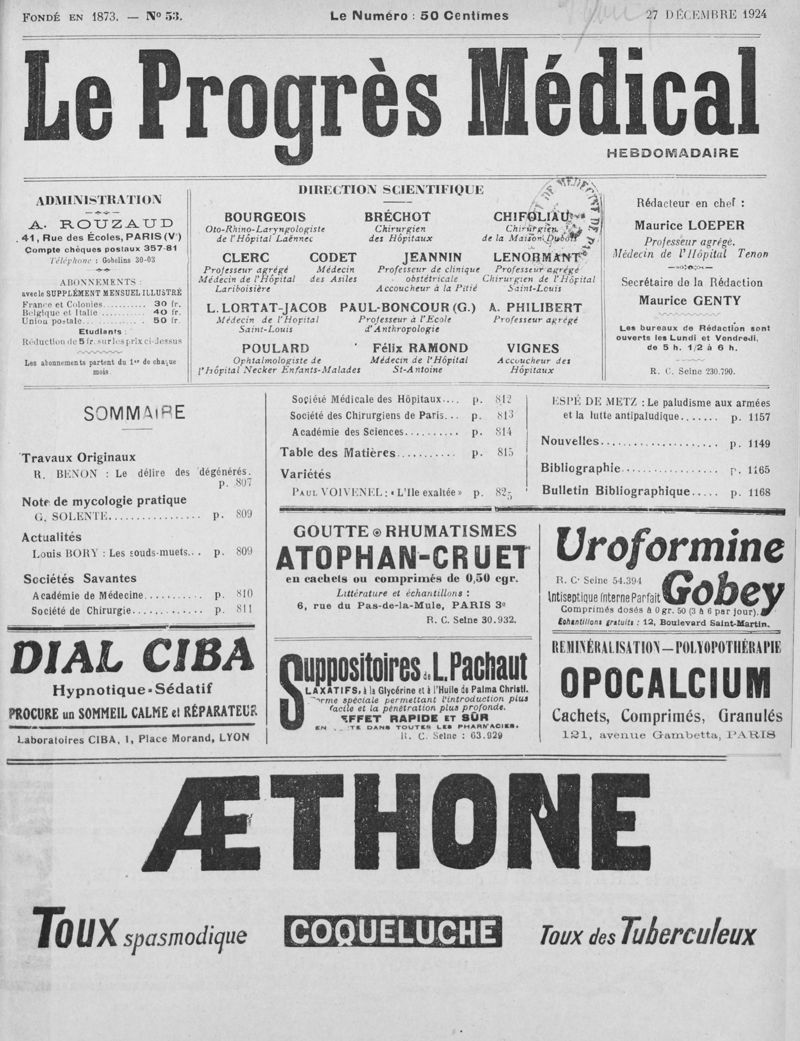 FONDÉ EN 1873. — N° 53.
Le Numéro : 50 Centimes
27 DÉCEMBRE 1924
Le Progrès Médical
HEBDOMADAIRE
ADMINISTRATION
A. ROUZAUD
41, Rue des Écoles, PARIS (V')
Compte chèques postaux 357-81
Téléphone : Gobelins 30-03
ABONNEMENTS :
avec le SUPPLÉMENT MENSUEL ILLUSTRÉ
France et Colonies.......... 30 fr.
Belgique et Italie .......... 40 fr.
Union postale.............. 50 fr.
Etudiants :
Réduction de 5 fr. sur les prix ci-dessus
Les abonnements partent du 1er de chaque
mois
DIRECTION SCIENTIFIQUE
BOURGEOIS
Oto-Rhino-Laryngologiste
de l'Hôpital Laënnec
BRÉCHOT
Chirurgien
des Hôpitaux
CHIFOLIAU
Chirurgien
de la Maison Dubois
CLERC
Professeur agrégé
Médecin de l'Hôpital
Lariboisière
CODET
Médecin
des Asiles
JEANNIN
Professeur de clinique
obstétricale
Accoucheur à la Pitié
LENORMANT
Professeur agrégé
Chirurgien de l'Hôpital
Saint-Louis
L. LORTAT-JACOB
Médecin de l'Hopital
Saint-Louis
PAUL-BONCOUR (G.)
Professeur à l'Ecole
d'Anthropologie
A. PHILIBERT
Professeur agrégé
POULARD
Ophtalmologiste de
l'Hôpital Necker Enfants-Malades
Félix RAMOND
Médecin de l'Hôpital
St-Antoine
VIGNES
Accoucheur des
Hôpitaux
Rédacteur en chef :
Maurice LOEPER
Professeur agrégé.
Médecin de l'Hôpital Tenon
Secrétaire de la Rédaction
Maurice GENTY
Les bureaux de Rédaction sont
ouverts les Lundi et Vendredi,
de 5 h. 1/2 à 6 h.
R. C. Seine 230.790.
SOMMAIRE
Travaux Originaux
R. BENON : Le délire des dégénérés.
p. 807
Note de mycologie pratique
G. SOLENTE................ p. 809
Actualités
Louis BORY : Les souds-muets.. . p. 809
Sociétés Savantes
Académie de Médecine.......... p. 810
Société de Chirurgie............ p. 811
Société Médicale des Hôpitaux.... p. 812
Société des Chirurgiens de Paris... p. 813
Académie des Sciences.......... p. 814
Table des Matières........... p. 815
Variétés
PAUL VOIVENEL : « L'Ile exaltée » p. 825
ESPÉ DE METZ : Le paludisme aux armées
et la lutte antipaludique....... p. 1157
Nouvelles.................... p. 1149
Bibliographie................. p. 1165
Bulletin Bibliographique..... p. 1168
DIAL CIBA
Hypnotique-Sédatif
PROCURE un SOMMEIL CALME et RÉPARATEUR
Laboratoires CIBA, 1, Place Morand, LYON
GOUTTE ⊛ RHUMATISMES
ATOPHAN-CRUET
en cachets ou comprimés de 0,50 cgr.
Littérature et échantillons :
6, rue du Pas-de-la-Mule, PARIS 3e
R. C. Seine 30.932.
Suppositoires de L. Pachaut
LAXATIFS, à la Glycérine et à l'Huile de Palma Christi.
Forme spéciale permettant l'introduction plus
facile et la pénétration plus profonde.
EFFET RAPIDE ET SÛR
EN VENTE DANS TOUTES LES PHARMACIES.
R. C. Seine : 63.929
Uroformine
R. C. Seine 54.394
Gobey
Antiseptique Interne Parfait
Comprimés dosés à 0 gr. 50 (3 à 6 par jour).
Echantillons gratuits : 12, Boulevard Saint-Martin.
REMINÉRALISATION — POLYOPOTHÉRAPIE
OPOCALCIUM
Cachets, Comprimés, Granulés
121, avenue Gambetta, PARIS
ÆTHONE
TOUX spasmodique
COQUELUCHE
Toux des Tuberculeux